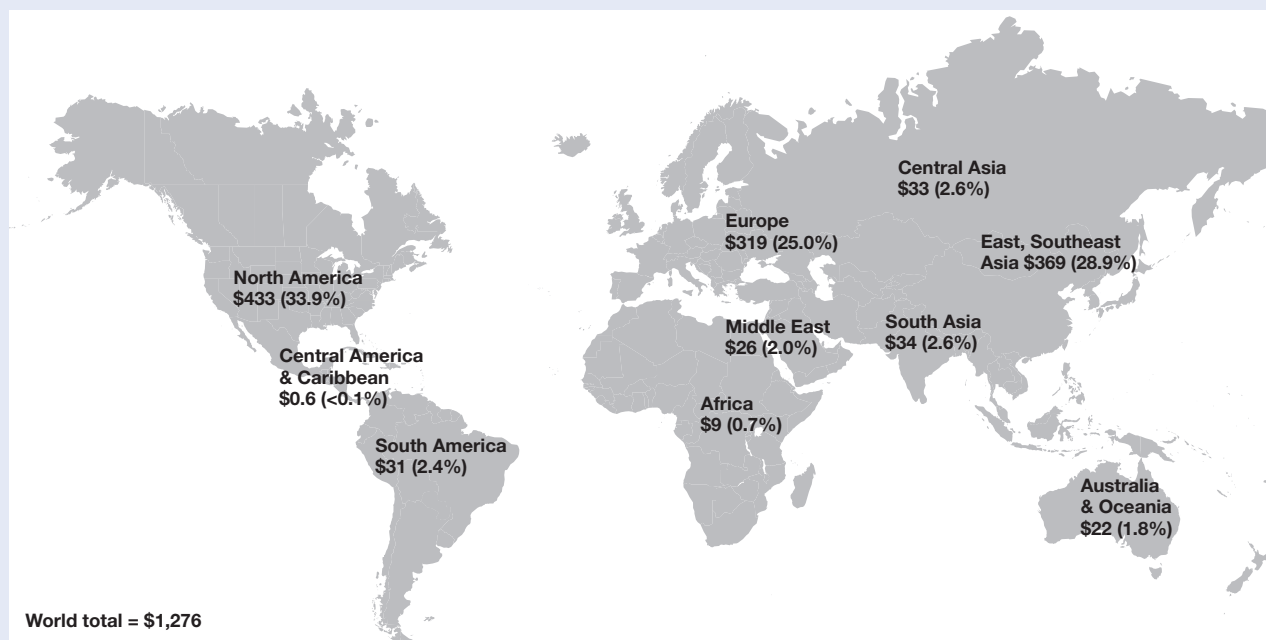 Central Asia
$33 (2.6%)
Europe
$319 (25.0%)
East, Southeast
Asia $369 (28.9%)
North America
$433 (33.9%)
Middle East
$26 (2.0%)
South Asia
$34 (2.6%)
Central America
& Caribbean
$0.6 (<0.1%)
Africa
$9 (0.7%)
South America
$31 (2.4%)
Australia
& Oceania
$22 (1.8%)
World total = $1,276